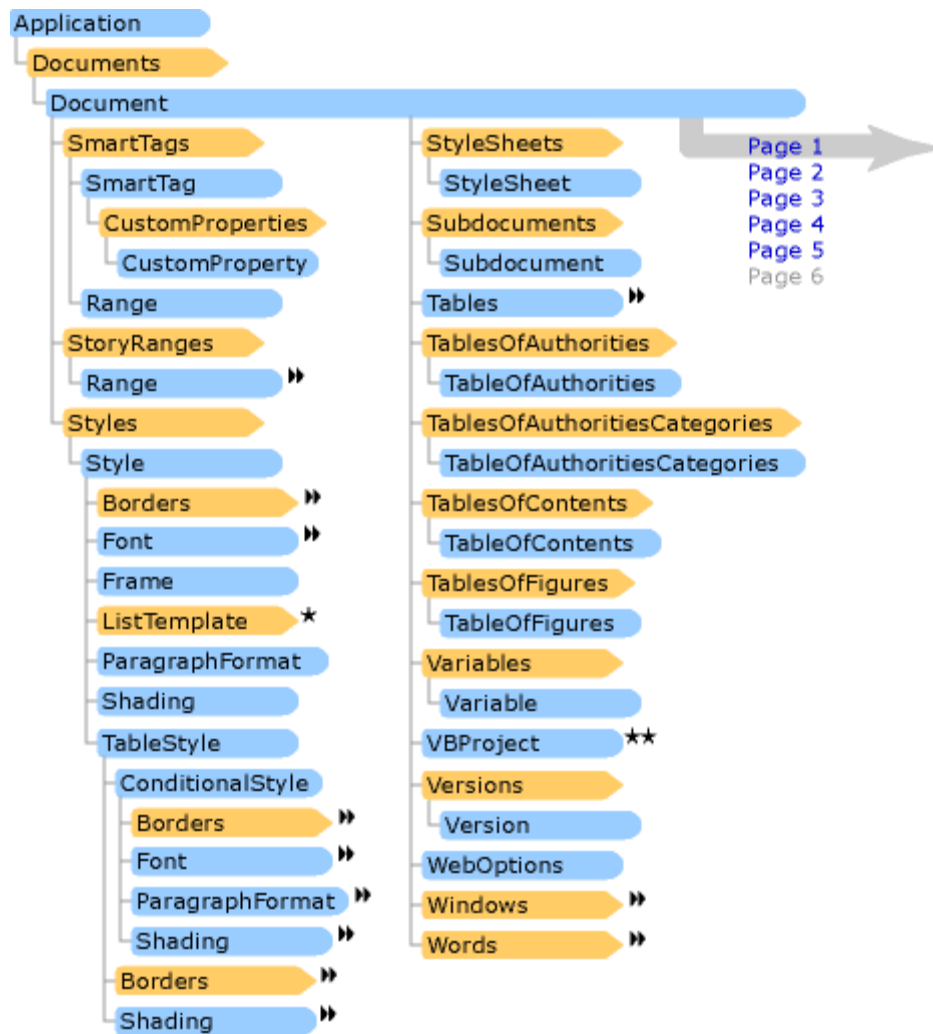 Application
Documents
Document
SmartTags
SmartTag
CustomProperties
CustomProperty
Range
StoryRanges
Range
Styles
Style
Borders
Font
Frame
ListTemplate
ParagraphFormat
Shading
TableStyle
ConditionalStyle
Borders
Font
ParagraphFormat
Shading
Borders
Shading
StyleSheets
StyleSheet
Subdocuments
Subdocument
Tables
TablesOfAuthorities
TableOfAuthorities
TablesOfAuthoritiesCategories
TableOfAuthoritiesCategories
TablesOfContents
TableOfContents
TablesOfFigures
TableOfFigures
Variables
Variable
VBProject
Versions
Version
WebOptions
Windows
Words
Page 1
Page 2
Page 3
Page 4
Page 5
Page 6